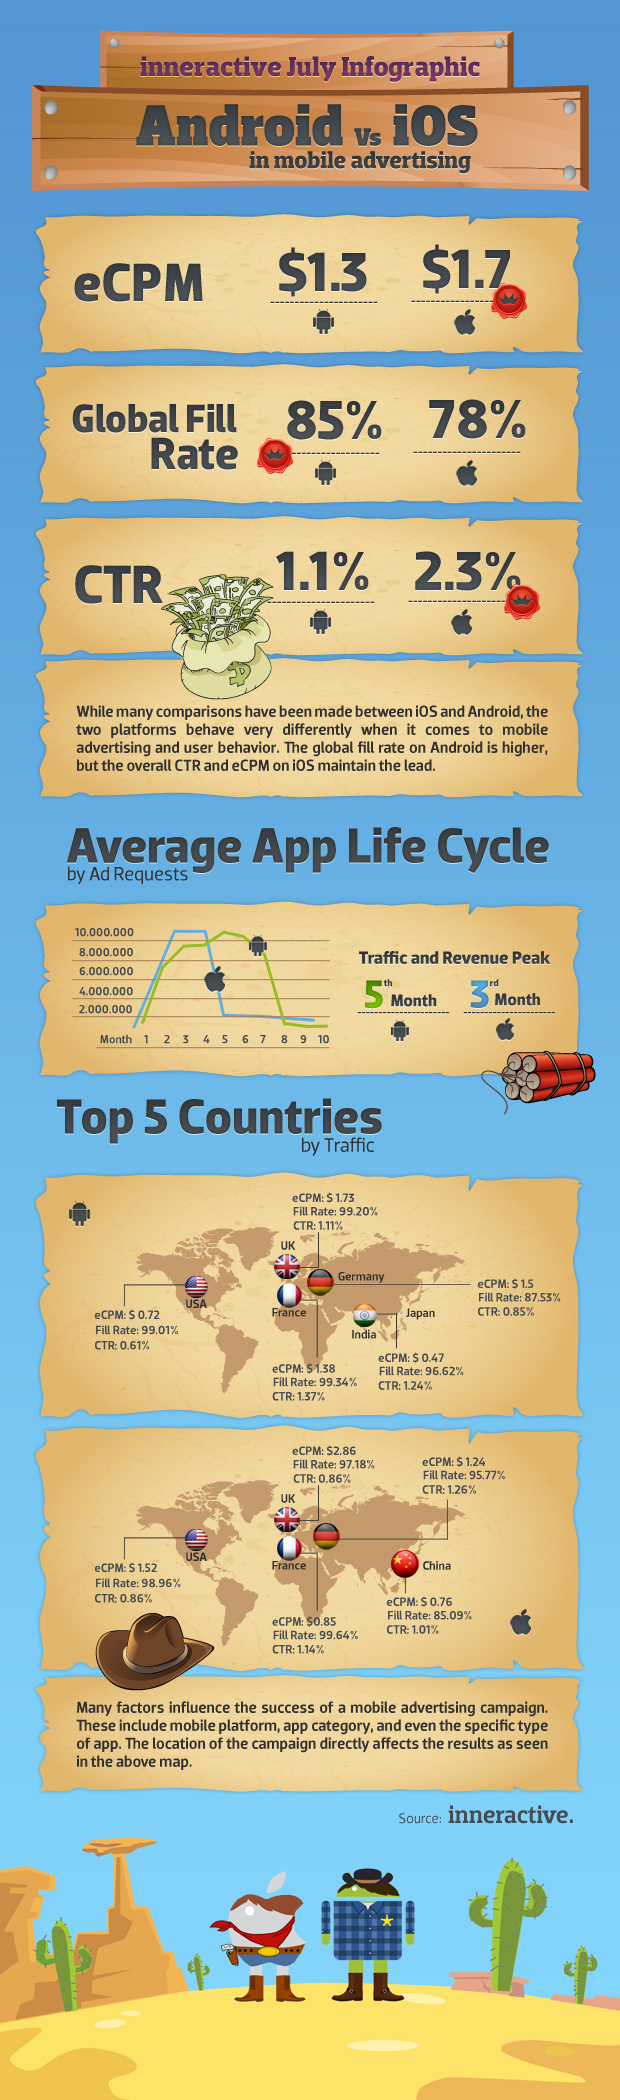 inneractive July Infographic
Android Vs iOS
in mobile advertising
eCPM
$1.3
$1.7
Global Fill
Rate
85%
78%
CTR
1.1%
2.3%
While many comparisons have been made between iOS and Android, the
two platforms behave very differently when it comes to mobile
advertising and user behavior. The global fill rate on Android is higher,
but the overall CTR and eCPM on iOS maintain the lead.
Average App Life Cycle
by Ad Requests
10.000.000
8.000.000
6.000.000
4.000.000
2.000.000
Month 1 2 3 4 5 6 7 8 9 10
Traffic and Revenue Peak
5th Month
3rd Month
Top 5 Countries
by Traffic
eCPM: $ 1.73
Fill Rate: 99.20%
CTR: 1.11%
UK
Germany
USA
France
Japan
India
eCPM: $ 1.5
Fill Rate: 87.53%
CTR: 0.85%
eCPM: $ 0.72
Fill Rate: 99.01%
CTR: 0.61%
eCPM: $ 1.38
Fill Rate: 99.34%
CTR: 1.37%
eCPM: $ 0.47
Fill Rate: 96.62%
CTR: 1.24%
eCPM: $2.86
Fill Rate: 97.18%
CTR: 0.86%
eCPM: $ 1.24
Fill Rate: 95.77%
CTR: 1.26%
UK
USA
France
China
eCPM: $ 1.52
Fill Rate: 98.96%
CTR: 0.86%
eCPM: $0.85
Fill Rate: 99.64%
CTR: 1.14%
eCPM: $ 0.76
Fill Rate: 85.09%
CTR: 1.01%
Many factors influence the success of a mobile advertising campaign.
These include mobile platform, app category, and even the specific type
of app. The location of the campaign directly affects the results as seen
in the above map.
Source: inneractive.